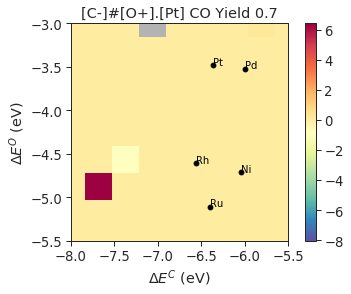 [C-]#[O+].[Pt] CO Yield 0.7
−3.0
−3.5
−4.0
−4.5
−5.0
−5.5
ΔE^O (eV)
Pt
Pd
Rh
Ni
Ru
−8.0 −7.5 −7.0 −6.5 −6.0 −5.5
ΔE^C (eV)
6
4
2
0
−2
−4
−6
−8